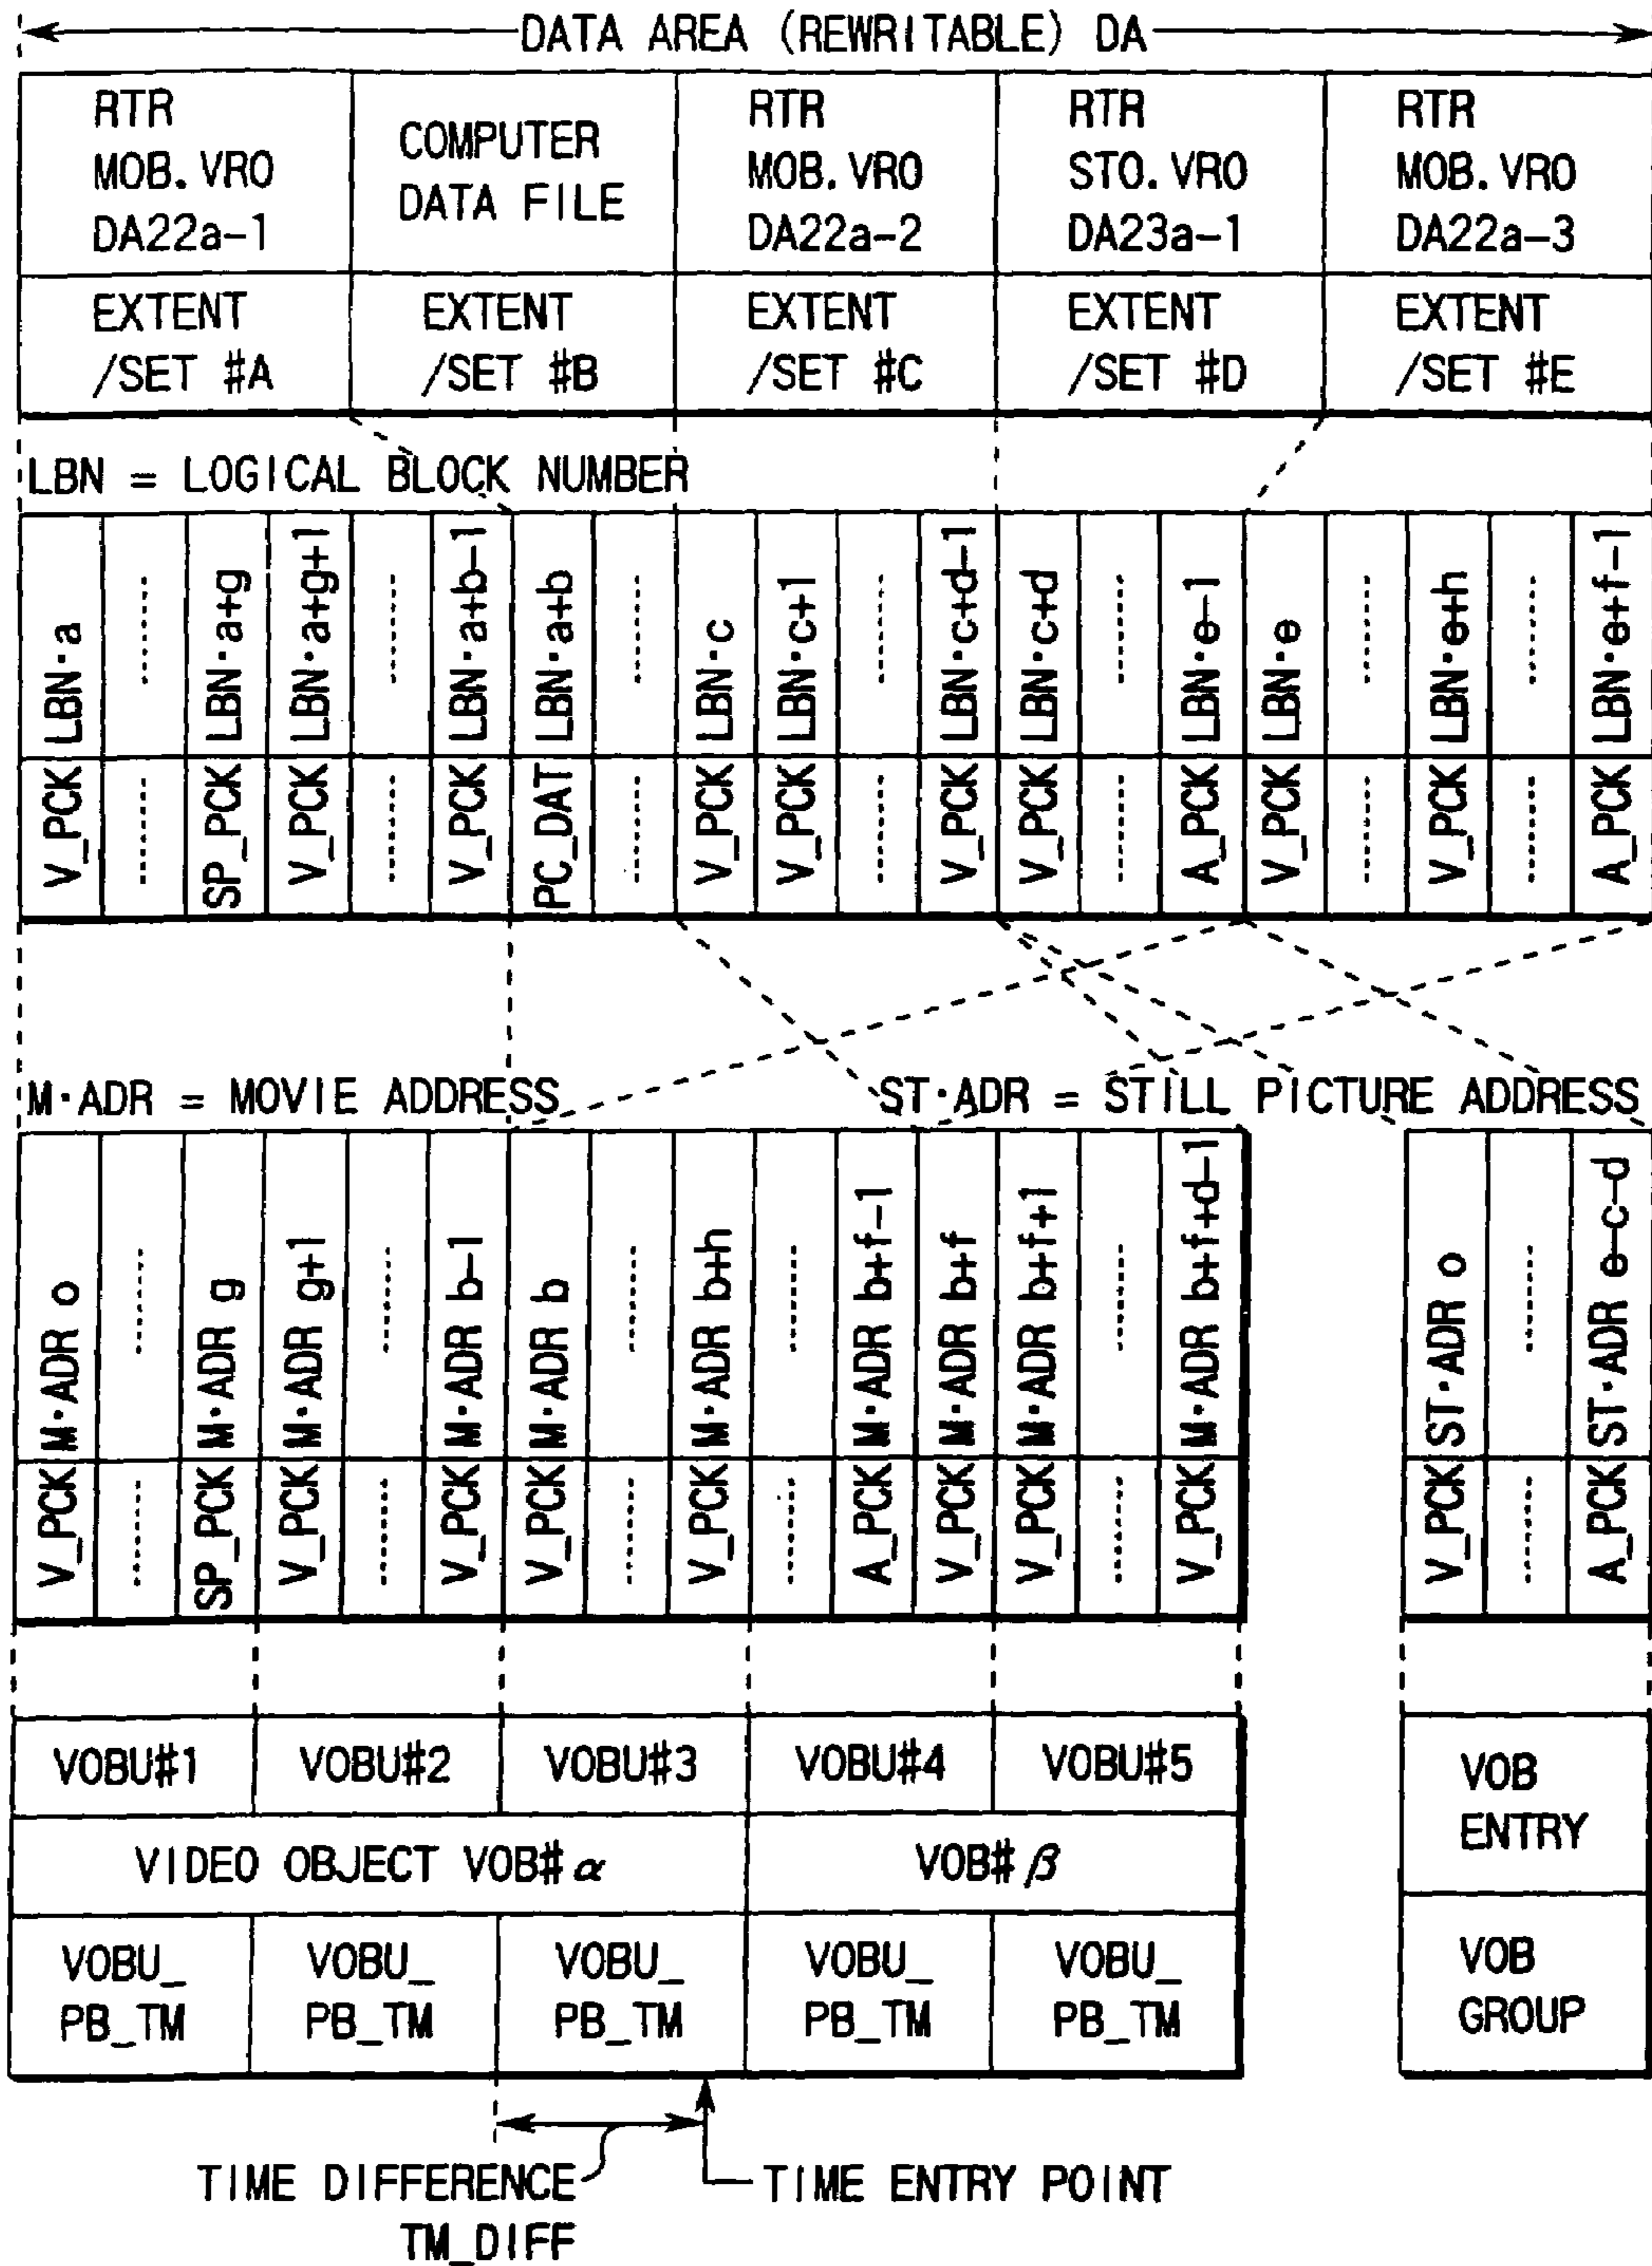 DATA AREA (REWRITABLE) DA
RTR
MOB. VRO
DA22a-1
COMPUTER
DATA FILE
RTR
MOB. VRO
DA22a-2
RTR
STO. VRO
DA23a-1
RTR
MOB. VRO
DA22a-3
EXTENT
/SET #A
EXTENT
/SET #B
EXTENT
/SET #C
EXTENT
/SET #D
EXTENT
/SET #E
LBN = LOGICAL BLOCK NUMBER
LBN·a
LBN·a+g
LBN·a+g+1
LBN·a+b-1
LBN·a+b
LBN·c
LBN·c+1
LBN·c+d-1
LBN·c+d
LBN·e-1
LBN·e
LBN·e+h
LBN·e+f-1
V_PCK
SP_PCK
V_PCK
V_PCK
PC_DAT
V_PCK
V_PCK
V_PCK
V_PCK
A_PCK
V_PCK
V_PCK
A_PCK
M·ADR = MOVIE ADDRESS
ST·ADR = STILL PICTURE ADDRESS
M·ADR o
M·ADR g
M·ADR g+1
M·ADR b-1
M·ADR b
M·ADR b+h
M·ADR b+f-1
M·ADR b+f
M·ADR b+f+1
M·ADR b+f+d-1
ST·ADR o
ST·ADR e-c-d
V_PCK
SP_PCK
V_PCK
V_PCK
V_PCK
V_PCK
A_PCK
V_PCK
V_PCK
V_PCK
V_PCK
A_PCK
VOBU#1
VOBU#2
VOBU#3
VOBU#4
VOBU#5
VOB
ENTRY
VIDEO OBJECT VOB#α
VOB#β
VOBU_
PB_TM
VOBU_
PB_TM
VOBU_
PB_TM
VOBU_
PB_TM
VOBU_
PB_TM
VOB
GROUP
TIME DIFFERENCE
TM_DIFF
TIME ENTRY POINT